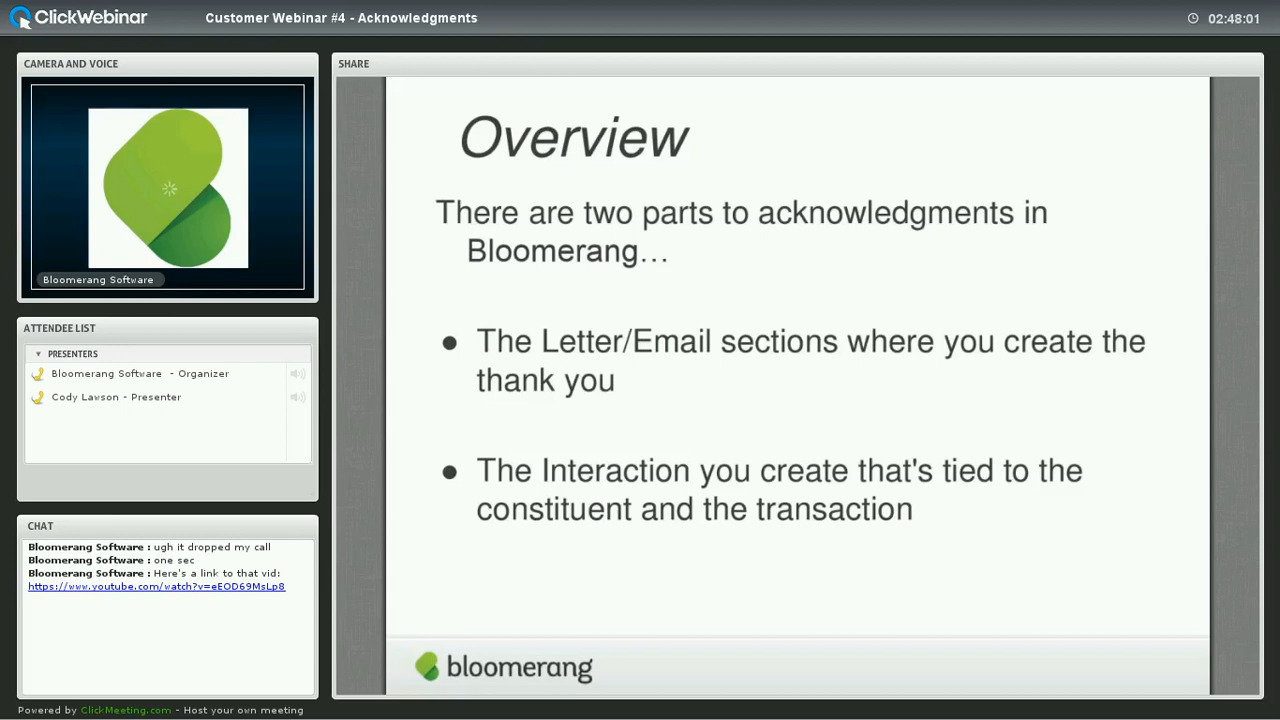 ClickWebinar
Customer Webinar #4 - Acknowledgments
02:48:01
CAMERA AND VOICE
Bloomerang Software
ATTENDEE LIST
PRESENTERS
Bloomerang Software - Organizer
Cody Lawson - Presenter
CHAT
Bloomerang Software : ugh it dropped my call
Bloomerang Software : one sec
Bloomerang Software : Here's a link to that vid:
https://www.youtube.com/watch?v=eEOD69MsLp8
SHARE
Overview
There are two parts to acknowledgments in
Bloomerang…
● The Letter/Email sections where you create the
thank you
● The Interaction you create that's tied to the
constituent and the transaction
bloomerang
Powered by ClickMeeting.com - Host your own meeting